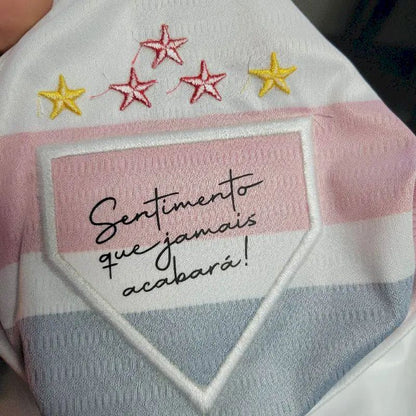 Sentimento
que jamais
acabará!